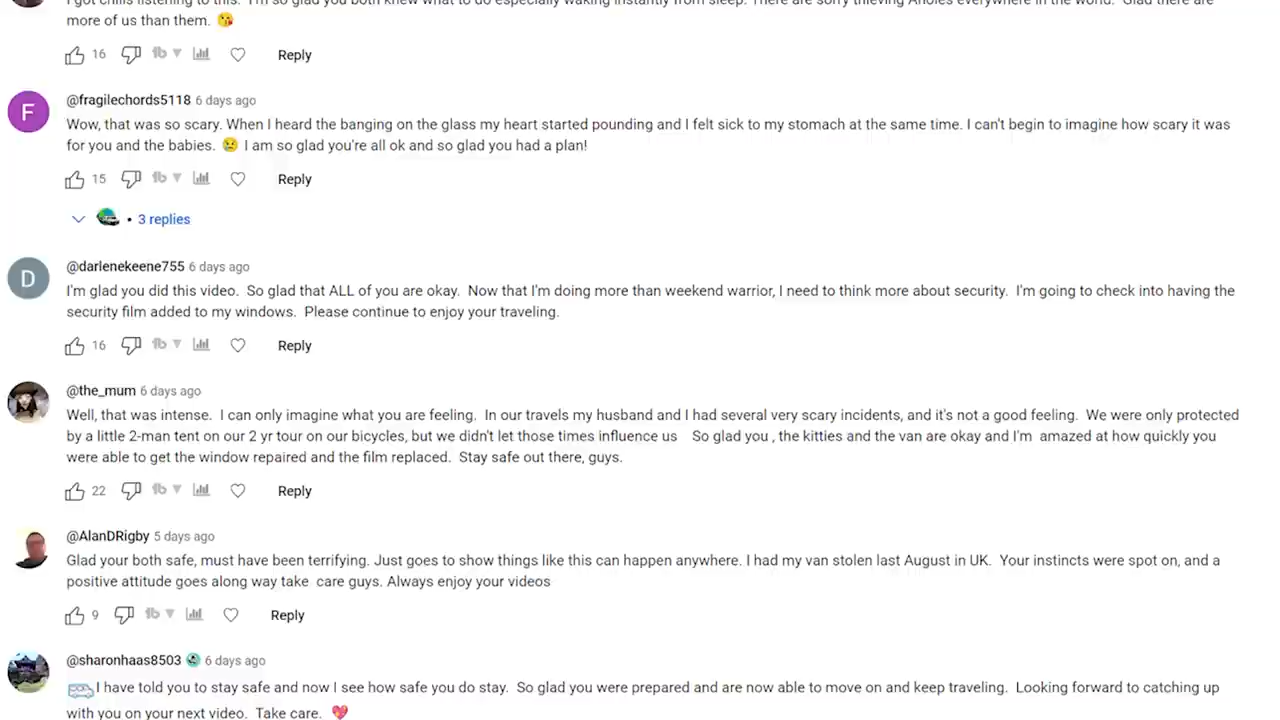 I got chills listening to this. I'm so glad you both knew what to do especially waking instantly from sleep. There are sorry thieving Aholes everywhere in the world. Glad there are
more of us than them. 😘
16 Reply
F
@fragilechords5118 6 days ago
Wow, that was so scary. When I heard the banging on the glass my heart started pounding and I felt sick to my stomach at the same time. I can't begin to imagine how scary it was
for you and the babies. 😢 I am so glad you're all ok and so glad you had a plan!
15 Reply
• 3 replies
D
@darlenekeene755 6 days ago
I'm glad you did this video. So glad that ALL of you are okay. Now that I'm doing more than weekend warrior, I need to think more about security. I'm going to check into having the
security film added to my windows. Please continue to enjoy your traveling.
16 Reply
@the_mum 6 days ago
Well, that was intense. I can only imagine what you are feeling. In our travels my husband and I had several very scary incidents, and it's not a good feeling. We were only protected
by a little 2-man tent on our 2 yr tour on our bicycles, but we didn't let those times influence us So glad you , the kitties and the van are okay and I'm amazed at how quickly you
were able to get the window repaired and the film replaced. Stay safe out there, guys.
22 Reply
@AlanDRigby 5 days ago
Glad your both safe, must have been terrifying. Just goes to show things like this can happen anywhere. I had my van stolen last August in UK. Your instincts were spot on, and a
positive attitude goes along way take care guys. Always enjoy your videos
9 Reply
@sharonhaas8503 6 days ago
I have told you to stay safe and now I see how safe you do stay. So glad you were prepared and are now able to move on and keep traveling. Looking forward to catching up
with you on your next video. Take care. 💖